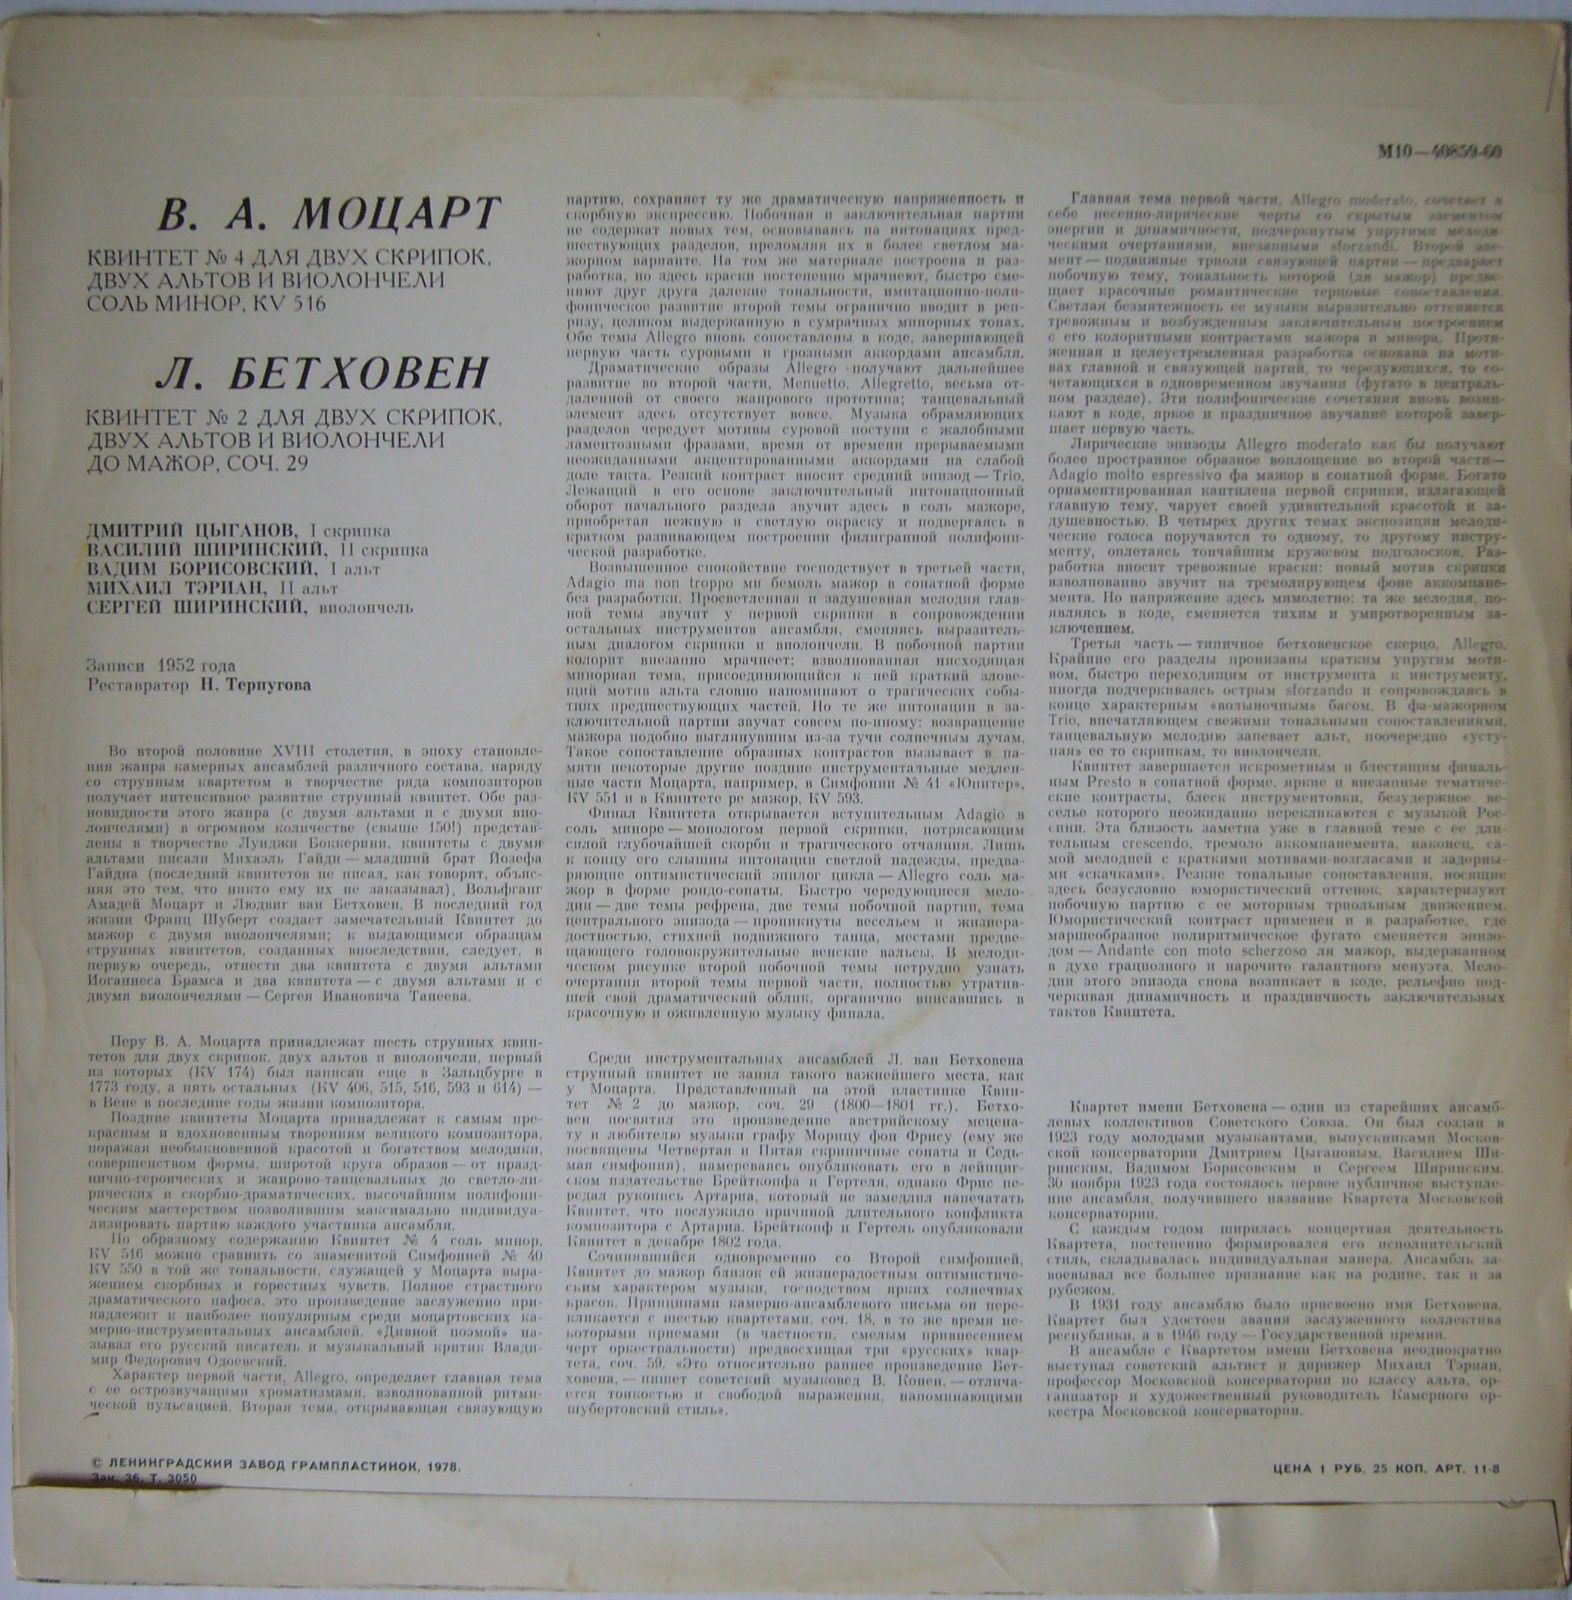 М10—40859-60
В. А. МОЦАРТ
КВИНТЕТ № 4 ДЛЯ ДВУХ СКРИПОК,
ДВУХ АЛЬТОВ И ВИОЛОНЧЕЛИ
СОЛЬ МИНОР, KV 516
Л. БЕТХОВЕН
КВИНТЕТ № 2 ДЛЯ ДВУХ СКРИПОК,
ДВУХ АЛЬТОВ И ВИОЛОНЧЕЛИ
ДО МАЖОР, СОЧ. 29
ДМИТРИЙ ЦЫГАНОВ, I скрипка
ВАСИЛИЙ ШИРИНСКИЙ, II скрипка
ВАДИМ БОРИСОВСКИЙ, I альт
МИХАИЛ ТЭРИАН, II альт
СЕРГЕЙ ШИРИНСКИЙ, виолончель
Записи 1952 года
Реставратор Н. Терпугова
Во второй половине XVIII столетия, в эпоху становле-
ния жанра камерных ансамблей различного состава, наряду
со струнным квартетом в творчестве ряда композиторов
получает интенсивное развитие струнный квинтет. Обе раз-
новидности этого жанра (с двумя альтами и с двумя вио-
лончелями) в огромном количестве (свыше 150!) представ-
лены в творчестве Луиджи Боккерини, квинтеты с двумя
альтами писали Михаэль Гайдн — младший брат Йозефа
Гайдна (последний квинтетов не писал, как говорят, объяс-
няя это тем, что никто ему их не заказывал), Вольфганг
Амадей Моцарт и Людвиг ван Бетховен. В последний год
жизни Франц Шуберт создает замечательный Квинтет до
мажор с двумя виолончелями; к выдающимся образцам
струнных квинтетов, созданных впоследствии, следует, в
первую очередь, отнести два квинтета с двумя альтами
Иоганнеса Брамса и два квинтета — с двумя альтами и с
двумя виолончелями — Сергея Ивановича Танеева.
Перу В. А. Моцарта принадлежат шесть струнных квин-
тетов для двух скрипок, двух альтов и виолончели, первый
из которых (KV 174) был написан еще в Зальцбурге в
1773 году, а пять остальных (KV 406, 515, 516, 593 и 614) —
в Вене в последние годы жизни композитора.
Поздние квинтеты Моцарта принадлежат к самым пре-
красным и вдохновенным творениям великого композитора,
поражая необыкновенной красотой и богатством мелодики,
совершенством формы, широтой круга образов — от празд-
нично-героических и жанрово-танцевальных до светло-ли-
рических и скорбно-драматических, высочайшим полифони-
ческим мастерством позволившим максимально индивидуа-
лизировать партию каждого участника ансамбля.
По образному содержанию Квинтет № 4 соль минор,
KV 516 можно сравнить со знаменитой Симфонией № 40
KV 550 в той же тональности, служащей у Моцарта выра-
жением скорбных и горестных чувств. Полное страстного
драматического пафоса, это произведение заслуженно при-
надлежит к наиболее популярным среди моцартовских ка-
мерно-инструментальных ансамблей. «Дивной поэмой» на-
зывал его русский писатель и музыкальный критик Влади-
мир Федорович Одоевский.
Характер первой части, Allegro, определяет главная тема
с ее острозвучащими хроматизмами, взволнованной ритми-
ческой пульсацией. Вторая тема, открывающая связующую
партию, сохраняет ту же драматическую напряженность и
скорбную экспрессию. Побочная и заключительная партии
не содержат новых тем, основываясь на интонациях пред-
шествующих разделов, преломляя их в более светлом ма-
жорном варианте. На том же материале построена и раз-
работка, но здесь краски постепенно мрачнеют, быстро сме-
няют друг друга далекие тональности, имитационно-поли-
фоническое развитие второй темы органично вводит в реп-
ризу, целиком выдержанную в сумрачных минорных тонах.
Обе темы Allegro вновь сопоставлены в коде, завершающей
первую часть суровыми и грозными аккордами ансамбля.
Драматические образы Allegro получают дальнейшее
развитие во второй части, Menuetto. Allegretto, весьма от-
даленной от своего жанрового прототипа; танцевальный
элемент здесь отсутствует вовсе. Музыка обрамляющих
разделов чередует мотивы суровой поступи с жалобными
ламентозными фразами, время от времени прерываемыми
неожиданными акцентированными аккордами на слабой
доле такта. Резкий контраст вносит средний эпизод — Trio.
Лежащий в его основе заключительный интонационный
оборот начального раздела звучит здесь в соль мажоре,
приобретая нежную и светлую окраску и подвергаясь в
кратком развивающем построении филигранной полифони-
ческой разработке.
Возвышенное спокойствие господствует в третьей части,
Adagio ma non troppo ми бемоль мажор в сонатной форме
без разработки. Просветленная и задушевная мелодия глав-
ной темы звучит у первой скрипки в сопровождении
остальных инструментов ансамбля, сменяясь выразитель-
ным диалогом скрипки и виолончели. В побочной партии
колорит внезапно мрачнеет: взволнованная нисходящая
минорная тема, присоединяющийся к ней краткий злове-
щий мотив альта словно напоминают о трагических собы-
тиях предшествующих частей. Но те же интонации в за-
ключительной партии звучат совсем по-иному: возвращение
мажора подобно выглянувшим из-за тучи солнечным лучам.
Такое сопоставление образных контрастов вызывает в па-
мяти некоторые другие поздние инструментальные медлен-
ные части Моцарта, например, в Симфонии № 41 «Юпитер»,
KV 551 и в Квинтете ре мажор, KV 593.
Финал Квинтета открывается вступительным Adagio в
соль миноре — монологом первой скрипки, потрясающим
силой глубочайшей скорби и трагического отчаяния. Лишь
к концу его слышны интонации светлой надежды, предва-
ряющие оптимистический эпилог цикла — Allegro соль ма-
жор в форме рондо-сонаты. Быстро чередующиеся мело-
дии — две темы рефрена, две темы побочной партии, тема
центрального эпизода — проникнуты весельем и жизнера-
достностью, стихией подвижного танца, местами предве-
щающего головокружительные венские вальсы. В мелоди-
ческом рисунке второй побочной темы нетрудно узнать
очертания второй темы первой части, полностью утратив-
шей свой драматический облик, органично вписавшись в
красочную и оживленную музыку финала.
Среди инструментальных ансамблей Л. ван Бетховена
струнный квинтет не занял такого важнейшего места, как
у Моцарта. Представленный на этой пластинке Квин-
тет № 2 до мажор, соч. 29 (1800—1801 гг.). Бетхо-
вен посвятил это произведение австрийскому мецена-
ту и любителю музыки графу Морицу фон Фрису (ему же
посвящены Четвертая и Пятая скрипичные сонаты и Седь-
мая симфония), намереваясь опубликовать его в лейпциг-
ском издательстве Брейткопфа и Гертеля, однако Фрис пе-
редал рукопись Артариа, который не замедлил напечатать
Квинтет, что послужило причиной длительного конфликта
композитора с Артариа. Брейткопф и Гертель опубликовали
Квинтет в декабре 1802 года.
Сочинявшийся одновременно со Второй симфонией,
Квинтет до мажор близок ей жизнерадостным оптимистиче-
ским характером музыки, господством ярких солнечных
красок. Принципами камерно-ансамблевого письма он пере-
кликается с шестью квартетами, соч. 18, в то же время не-
которыми приемами (в частности, смелым привнесением
черт оркестральности) предвосхищая три «русских» квар-
тета, соч. 59. «Это относительно раннее произведение Бет-
ховена, — пишет советский музыковед В. Конен, — отлича-
ется тонкостью и свободой выражения, напоминающими
шубертовский стиль».
Главная тема первой части, Allegro moderato, сочетает в
себе песенно-лирические черты со скрытым элементом
энергии и динамичности, подчеркнутым упругими мелоди-
ческими очертаниями, внезапными sforzandi. Второй эле-
мент — подвижные триоли связующей партии — предваряет
побочную тему, тональность которой (ля мажор) предве-
щает красочные романтические терцовые сопоставления.
Светлая безмятежность ее музыки выразительно оттеняется
тревожным и возбужденным заключительным построением
с его колоритными контрастами мажора и минора. Протя-
женная и целеустремленная разработка основана на моти-
вах главной и связующей партий, то чередующихся, то со-
четающихся в одновременном звучании (фугато в централь-
ном разделе). Эти полифонические сочетания вновь возни-
кают в коде, яркое и праздничное звучание которой завер-
шает первую часть.
Лирические эпизоды Allegro moderato как бы получают
более пространное образное воплощение во второй части—
Adagio molto espressivo фа мажор в сонатной форме. Богато
орнаментированная кантилена первой скрипки, излагающей
главную тему, чарует своей удивительной красотой и за-
душевностью. В четырех других темах экспозиции мелоди-
ческие голоса поручаются то одному, то другому инстру-
менту, оплетаясь тончайшим кружевом подголосков. Раз-
работка вносит тревожные краски: новый мотив скрипки
взволнованно звучит на тремолирующем фоне аккомпане-
мента. Но напряжение здесь мимолетно: та же мелодия, по-
являясь в коде, сменяется тихим и умиротворенным за-
ключением.
Третья часть — типичное бетховенское скерцо, Allegro.
Крайние его разделы пронизаны кратким упругим моти-
вом, быстро переходящим от инструмента к инструменту,
иногда подчеркиваясь острым sforzando и сопровождаясь в
конце характерным «волыночным» басом. В фа-мажорном
Trio, впечатляющем свежими тональными сопоставлениями,
танцевальную мелодию запевает альт, поочередно «усту-
пая» ее то скрипкам, то виолончели.
Квинтет завершается искрометным и блестящим финаль-
ным Presto в сонатной форме, яркие и внезапные тематиче-
ские контрасты, блеск инструментовки, безудержное ве-
селье которого неожиданно перекликаются с музыкой Рос-
сини. Эта близость заметна уже в главной теме с ее дли-
тельным crescendo, тремоло аккомпанемента, наконец, са-
мой мелодией с краткими мотивами-возгласами и задорны-
ми «скачками». Резкие тональные сопоставления, носящие
здесь безусловно юмористический оттенок, характеризуют
побочную партию с ее моторным триольным движением.
Юмористический контраст применен и в разработке, где
маршеобразное полиритмическое фугато сменяется эпизо-
дом — Andante con moto scherzoso ля мажор, выдержанном
в духе грациозного и нарочито галантного менуэта. Мело-
дия этого эпизода снова возникает в коде, рельефно под-
черкивая динамичность и праздничность заключительных
тактов Квинтета.
Квартет имени Бетховена — один из старейших ансамб-
левых коллективов Советского Союза. Он был создан в
1923 году молодыми музыкантами, выпускниками Москов-
ской консерватории Дмитрием Цыгановым, Василием Ши-
ринским, Вадимом Борисовским и Сергеем Ширинским.
30 ноября 1923 года состоялось первое публичное выступле-
ние ансамбля, получившего название Квартета Московской
консерватории.
С каждым годом ширилась концертная деятельность
Квартета, постепенно формировался его исполнительский
стиль, складывалась индивидуальная манера. Ансамбль за-
воевывал все большее признание как на родине, так и за
рубежом.
В 1931 году ансамблю было присвоено имя Бетховена.
Квартет был удостоен звания заслуженного коллектива
республики, а в 1946 году — Государственной премии.
В ансамбле с Квартетом имени Бетховена неоднократно
выступал советский альтист и дирижер Михаил Тэриан,
профессор Московской консерватории по классу альта, ор-
ганизатор и художественный руководитель Камерного ор-
кестра Московской консерватории.
© ЛЕНИНГРАДСКИЙ ЗАВОД ГРАМПЛАСТИНОК, 1978.
Зак. 36. Т. 3050
ЦЕНА 1 РУБ. 25 КОП. АРТ. 11-8